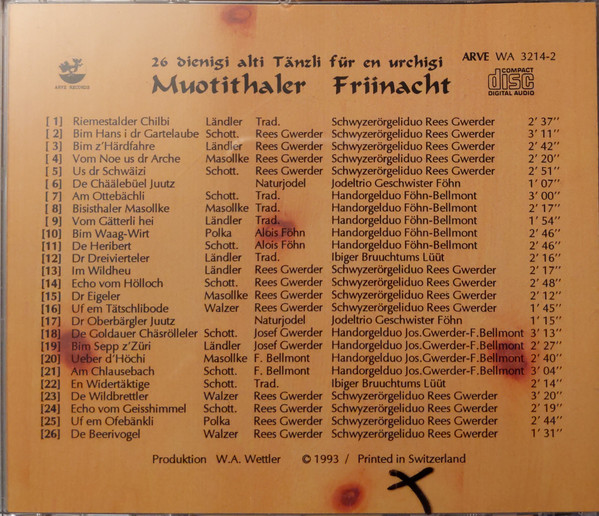 26 dienigi alti Tänzli für en urchigi
Muotithaler Friinacht
ARVE WA 3214-2
ARVE RECORDS
COMPACT
disc
DIGITAL AUDIO
[ 1] Riemestalder Chilbi Ländler Trad. Schwyzerörgeliduo Rees Gwerder 2' 37''
[ 2] Bim Hans i dr Gartelaube Schott. Rees Gwerder Schwyzerörgeliduo Rees Gwerder 3' 11''
[ 3] Bim z'Härdfahre Ländler Rees Gwerder Schwyzerörgeliduo Rees Gwerder 2' 42''
[ 4] Vom Noe us dr Arche Masollke Rees Gwerder Schwyzerörgeliduo Rees Gwerder 2' 20''
[ 5] Us dr Schwäizi Schott. Rees Gwerder Schwyzerörgeliduo Rees Gwerder 2' 51''
[ 6] De Chäälebüel Juutz Naturjodel Jodeltrio Geschwister Föhn 1' 07''
[ 7] Am Ottebächli Schott. Trad. Handorgelduo Föhn-Bellmont 3' 00''
[ 8] Bisisthaler Masollke Masollke Trad. Handorgelduo Föhn-Bellmont 2' 17''
[ 9] Vom Gätterli hei Ländler Trad. Handorgelduo Föhn-Bellmont 1' 54''
[10] Bim Waag-Wirt Polka Alois Föhn Handorgelduo Föhn-Bellmont 2' 46''
[11] De Heribert Schott. Alois Föhn Handorgelduo Föhn-Bellmont 2' 46''
[12] Dr Dreivierteler Ländler Trad. Ibiger Bruuchtums Lüüt 2' 16''
[13] Im Wildheu Ländler Rees Gwerder Schwyzerörgeliduo Rees Gwerder 2' 17''
[14] Echo vom Hölloch Schott. Rees Gwerder Schwyzerörgeliduo Rees Gwerder 2' 48''
[15] Dr Eigeler Masollke Rees Gwerder Schwyzerörgeliduo Rees Gwerder 2' 12''
[16] Uf em Tätschlibode Walzer Rees Gwerder Schwyzerörgeliduo Rees Gwerder 1' 45''
[17] Dr Oberbärgler Juutz Naturjodel Jodeltrio Geschwister Föhn 1' 15''
[18] De Goldauer Chäsrölleler Schott. Josef Gwerder Handorgelduo Jos.Gwerder-F.Bellmont 3' 13''
[19] Bim Sepp z'Züri Ländler Josef Gwerder Handorgelduo Jos.Gwerder-F.Bellmont 2' 27''
[20] Ueber d'Höchi Masollke F. Bellmont Handorgelduo Jos.Gwerder-F.Bellmont 2' 40''
[21] Am Chlausebach Schott. F. Bellmont Handorgelduo Jos.Gwerder-F.Bellmont 3' 04''
[22] En Widertäktige Schott. Trad. Ibiger Bruuchtums Lüüt 2' 14''
[23] De Wildbrettler Walzer Rees Gwerder Schwyzerörgeliduo Rees Gwerder 3' 20''
[24] Echo vom Geisshimmel Schott. Rees Gwerder Schwyzerörgeliduo Rees Gwerder 2' 19''
[25] Uf em Ofebänkli Polka Rees Gwerder Schwyzerörgeliduo Rees Gwerder 2' 44''
[26] De Beerivogel Walzer Rees Gwerder Schwyzerörgeliduo Rees Gwerder 1' 31''
Produktion W.A. Wettler © 1993 / Printed in Switzerland